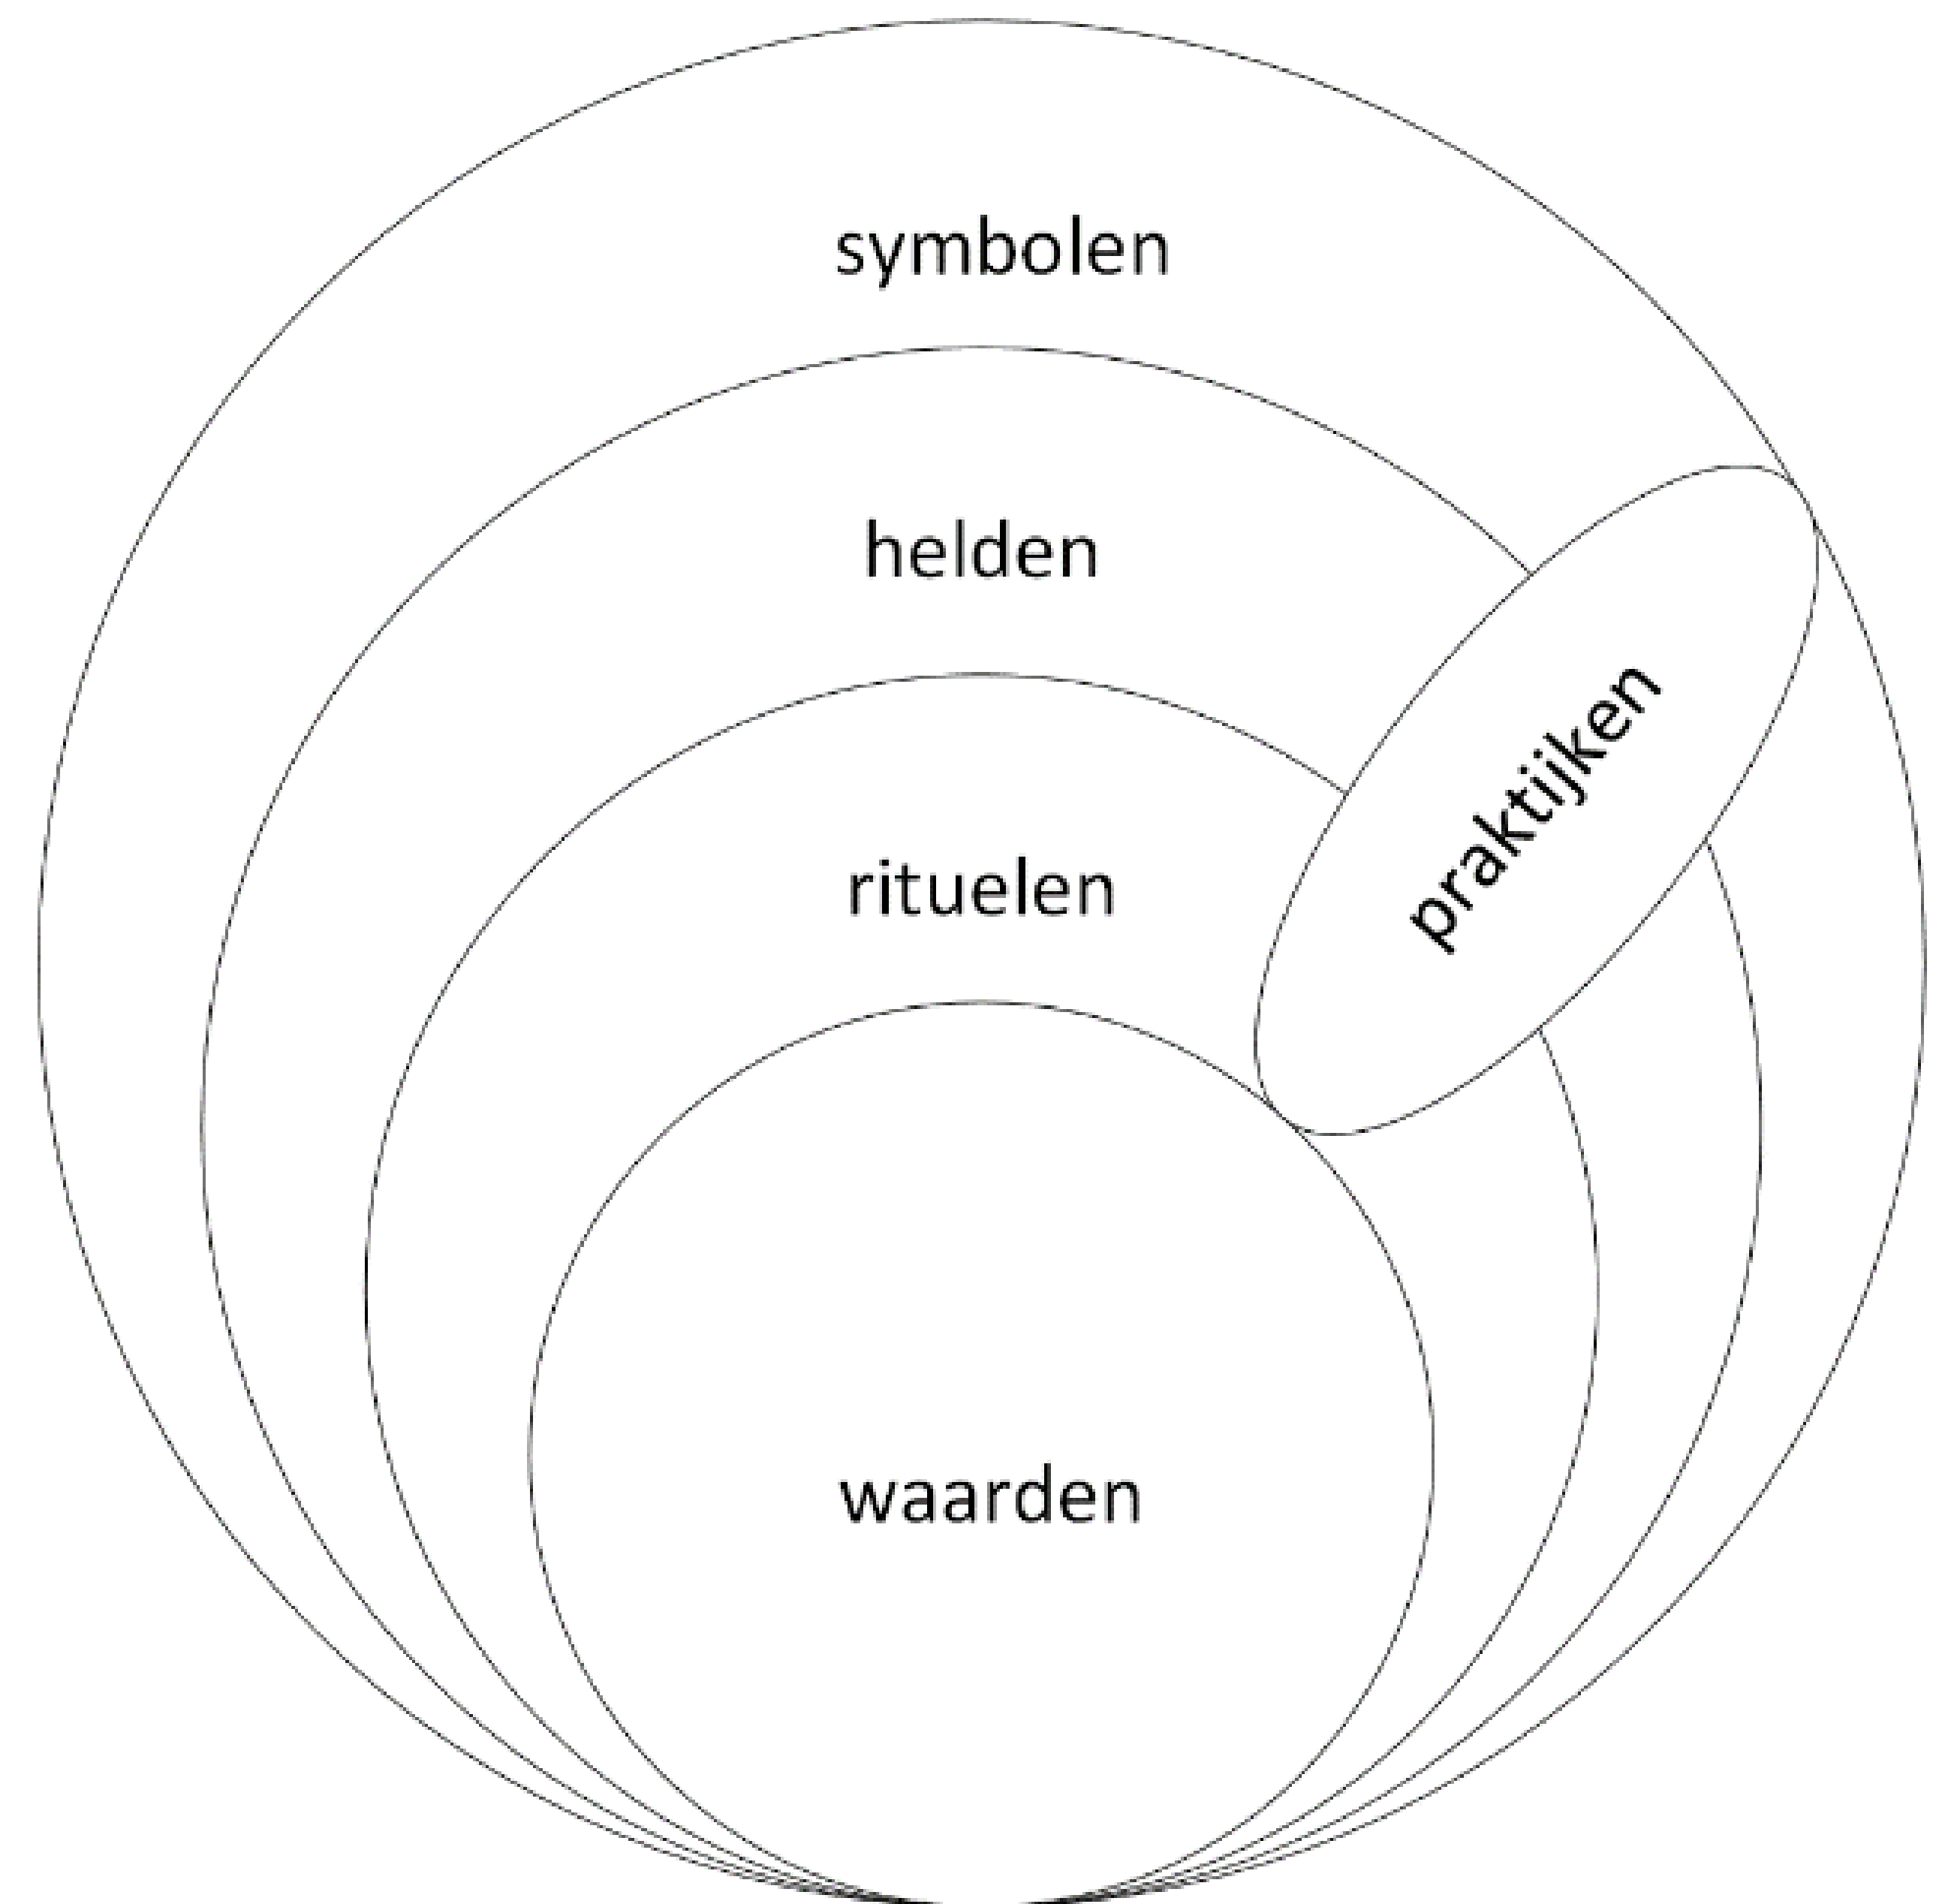 symbolen
helden
praktijken
rituelen
waarden